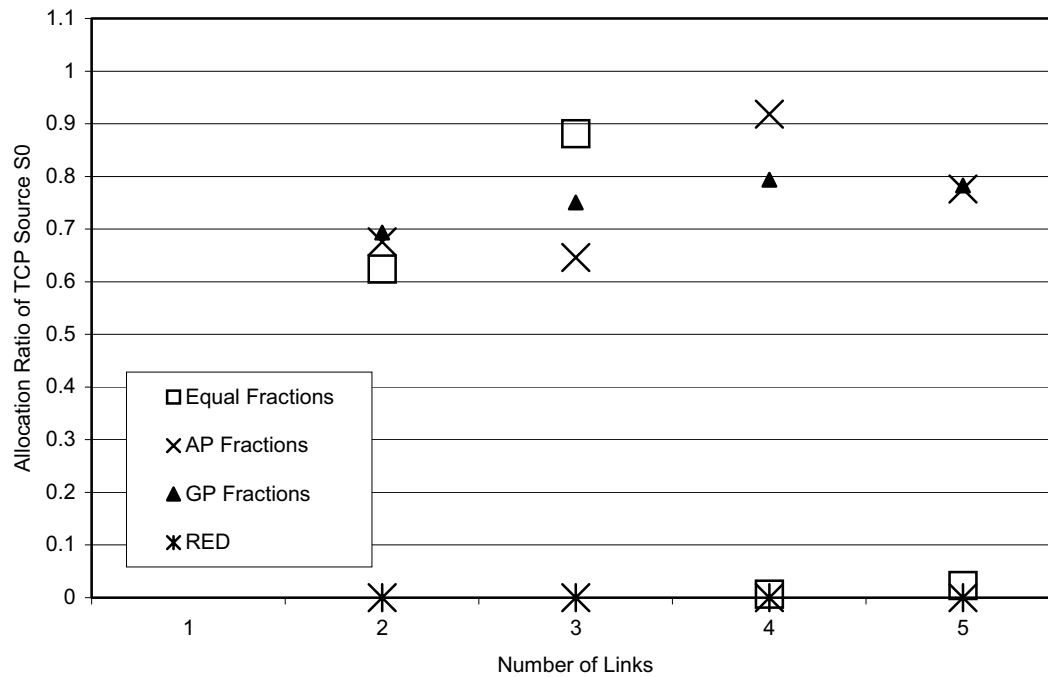 1.1
1
0.9
0.8
0.7
0.6
0.5
0.4
0.3
0.2
0.1
0
Allocation Ratio of TCP Source S0
Equal Fractions
AP Fractions
GP Fractions
RED
1 2 3 4 5
Number of Links